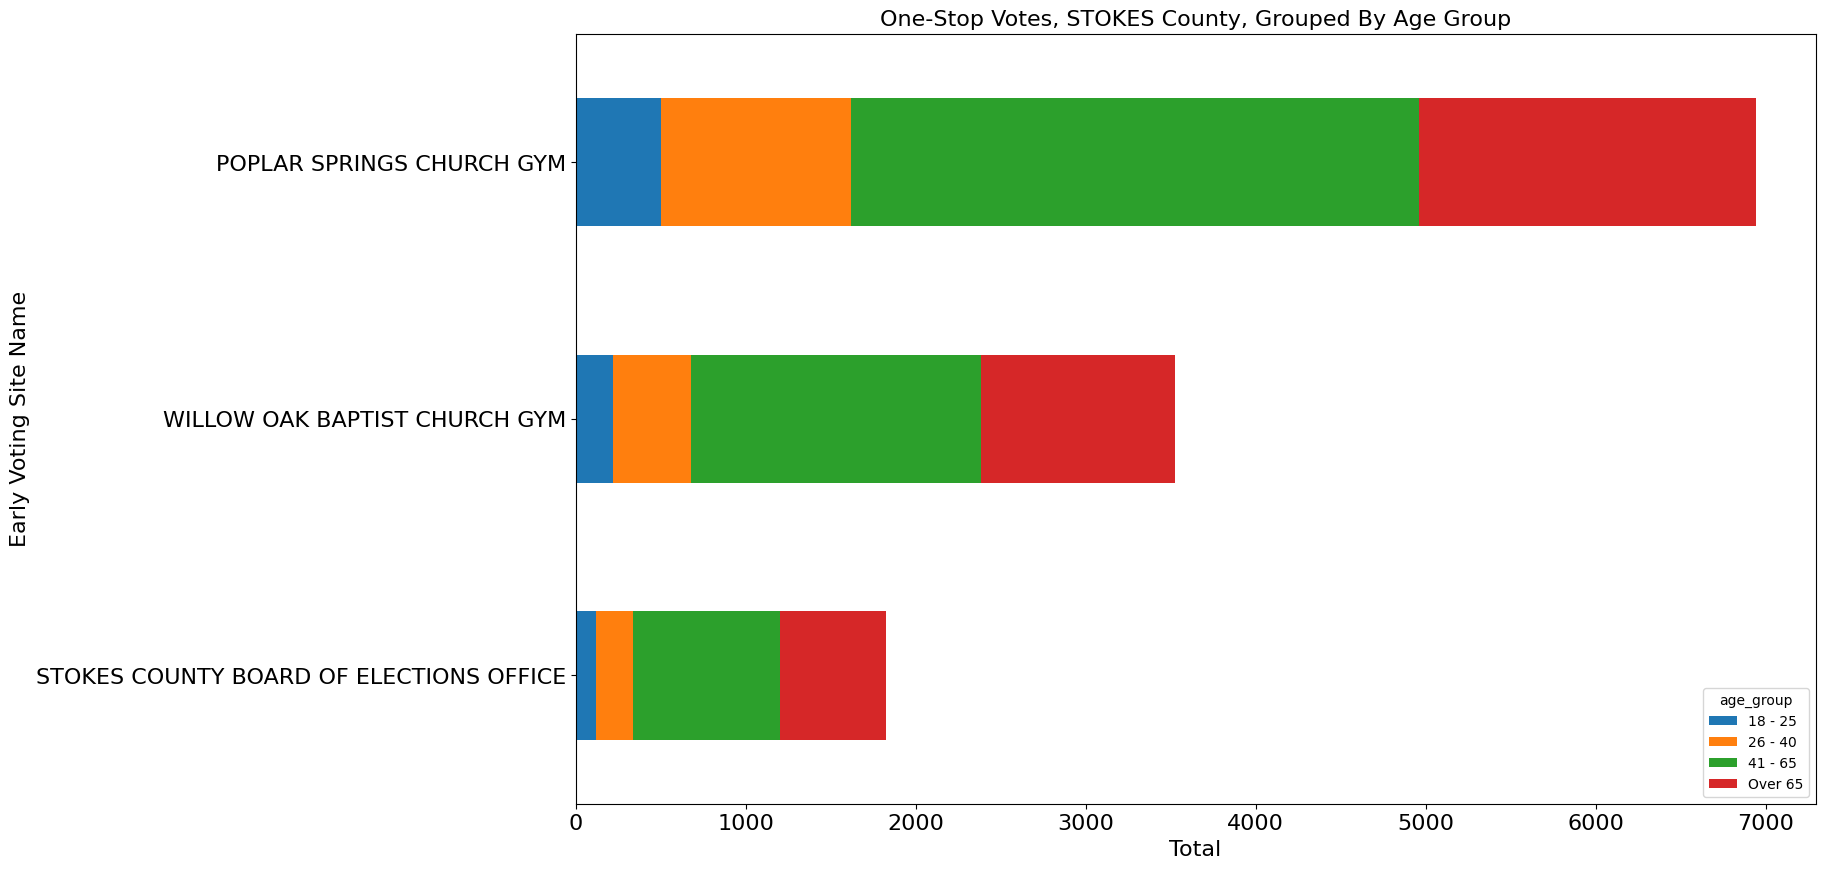 One-Stop Votes, STOKES County, Grouped By Age Group
Early Voting Site Name
POPLAR SPRINGS CHURCH GYM
WILLOW OAK BAPTIST CHURCH GYM
STOKES COUNTY BOARD OF ELECTIONS OFFICE
age_group
18 - 25
26 - 40
41 - 65
Over 65
0 1000 2000 3000 4000 5000 6000 7000
Total